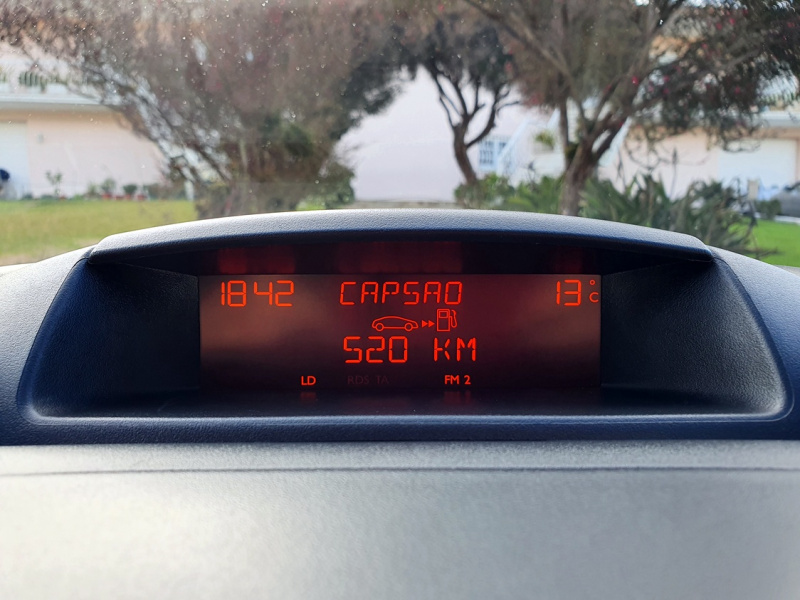 18 42 CAPSAO 13 °C
520 KM
LD RDS TA FM 2